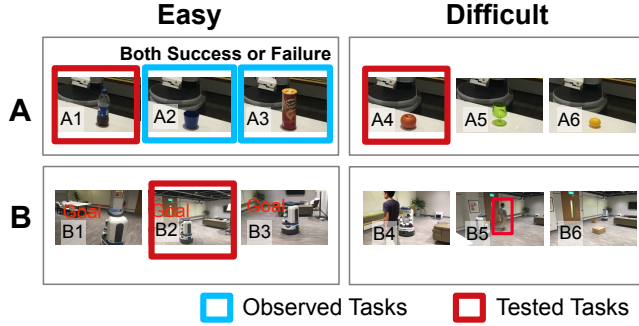 Easy
Difficult
Both Success or Failure
A
A1
A2
A3
A4
A5
A6
B
Goal
B1
Goal
B2
Goal
B3
B4
B5
B6
Observed Tasks
Tested Tasks